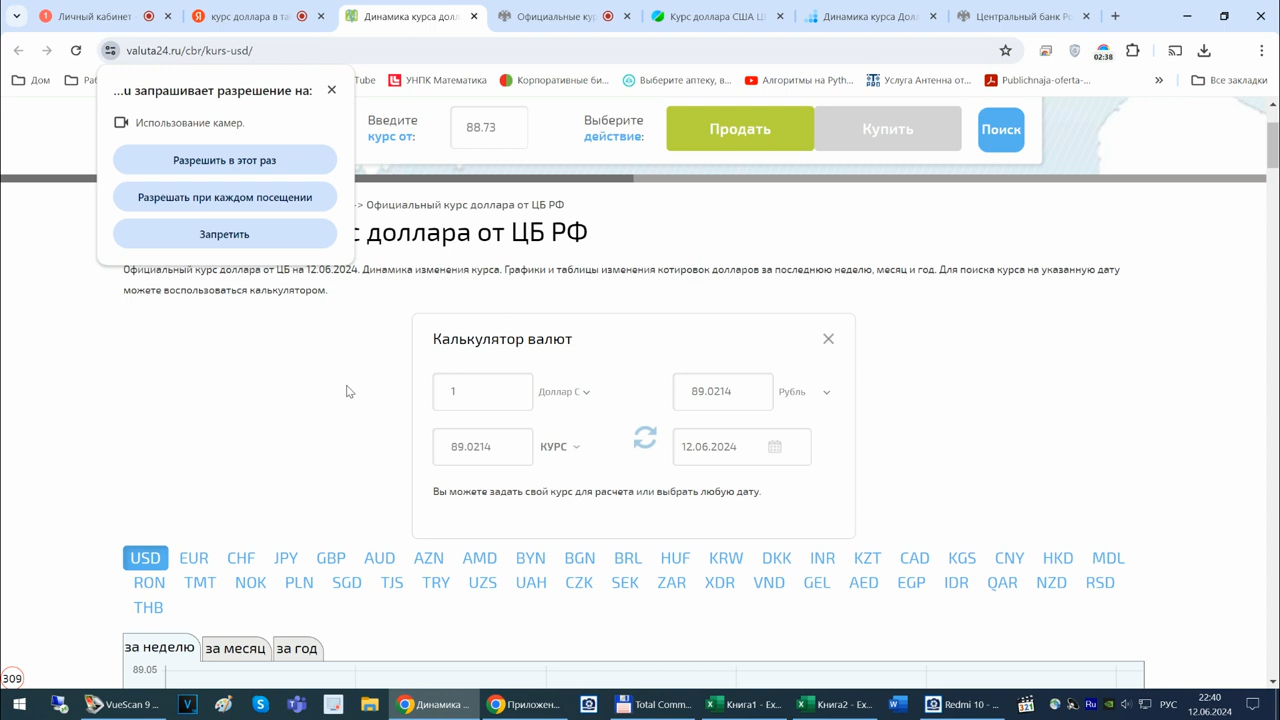 Личный кабинет
курс доллара в та
Динамика курса долл
Официальные кур
Курс доллара США Ц
Динамика курса Долл
Центральный банк Ро
valuta24.ru/cbr/kurs-usd/
02:38
Дом
Tube
УНПК Математика
Корпоративные би...
Выберите аптеку, в...
Алгоритмы на Pyth...
Услуга Антенна от...
Publichnaja-oferta-...
»
Все закладки
...u запрашивает разрешение на:
Использование камер.
Разрешить в этот раз
Разрешать при каждом посещении
Запретить
Введите
курс от:
88.73
Выберите
действие:
Продать
Купить
Поиск
-> Официальный курс доллара от ЦБ РФ
с доллара от ЦБ РФ
Официальный курс доллара от ЦБ на 12.06.2024. Динамика изменения курса. Графики и таблицы изменения котировок долларов за последнюю неделю, месяц и год. Для поиска курса на указанную дату
можете воспользоваться калькулятором.
Калькулятор валют
1
Доллар С
89.0214
Рубль
89.0214
КУРС
12.06.2024
Вы можете задать свой курс для расчета или выбрать любую дату.
USD EUR CHF JPY GBP AUD AZN AMD BYN BGN BRL HUF KRW DKK INR KZT CAD KGS CNY HKD MDL
RON TMT NOK PLN SGD TJS TRY UZS UAH CZK SEK ZAR XDR VND GEL AED EGP IDR QAR NZD RSD
THB
за неделю
за месяц
за год
89.05
309
VueScan 9 ...
Динамика ...
Приложен...
Total Comm...
Книга1 - Ex...
Книга2 - Ex...
Redmi 10 - ...
Ru
РУС
22:40
12.06.2024